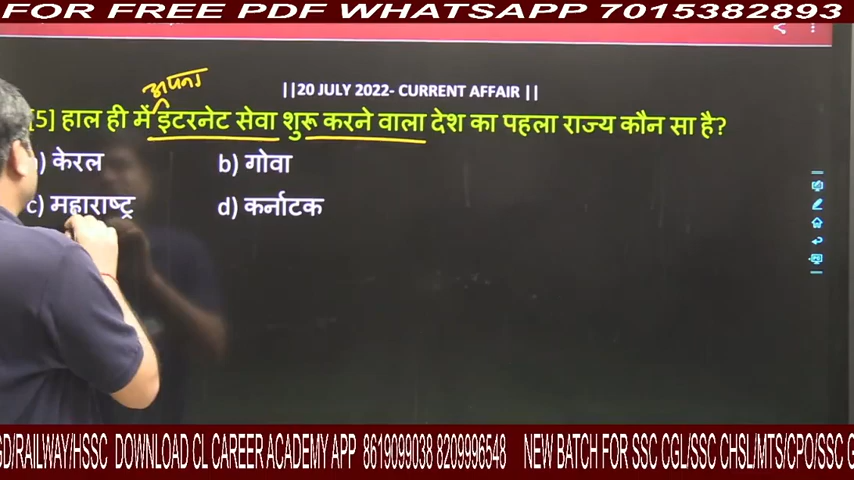 FOR FREE PDF WHATSAPP 7015382893
||20 JULY 2022- CURRENT AFFAIR ||
अपना
[5] हाल ही में इंटरनेट सेवा शुरू करने वाला देश का पहला राज्य कौन सा है?
) केरल b) गोवा
c) महाराष्ट्र d) कर्नाटक
GD/RAILWAY/HSSC DOWNLOAD CL CAREER ACADEMY APP 8619099038 8209996548 NEW BATCH FOR SSC CGL/SSC CHSL/MTS/CPO/SSC G